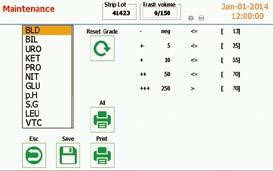 Maintenance
Strip Lot
41423
Trash volume
0/150
Jan-01-2014
12:00:00
BLD
BIL
URO
KET
PRO
NIT
GLU
p.H
S.G
LEU
VTC
Reset Grade
- neg <= [ 13]
+ 5 <= [ 25]
+ 10 <= [ 55]
++ 50 <= [ 70]
+++ 250 > [ 70]
All
Esc.
Save
Print